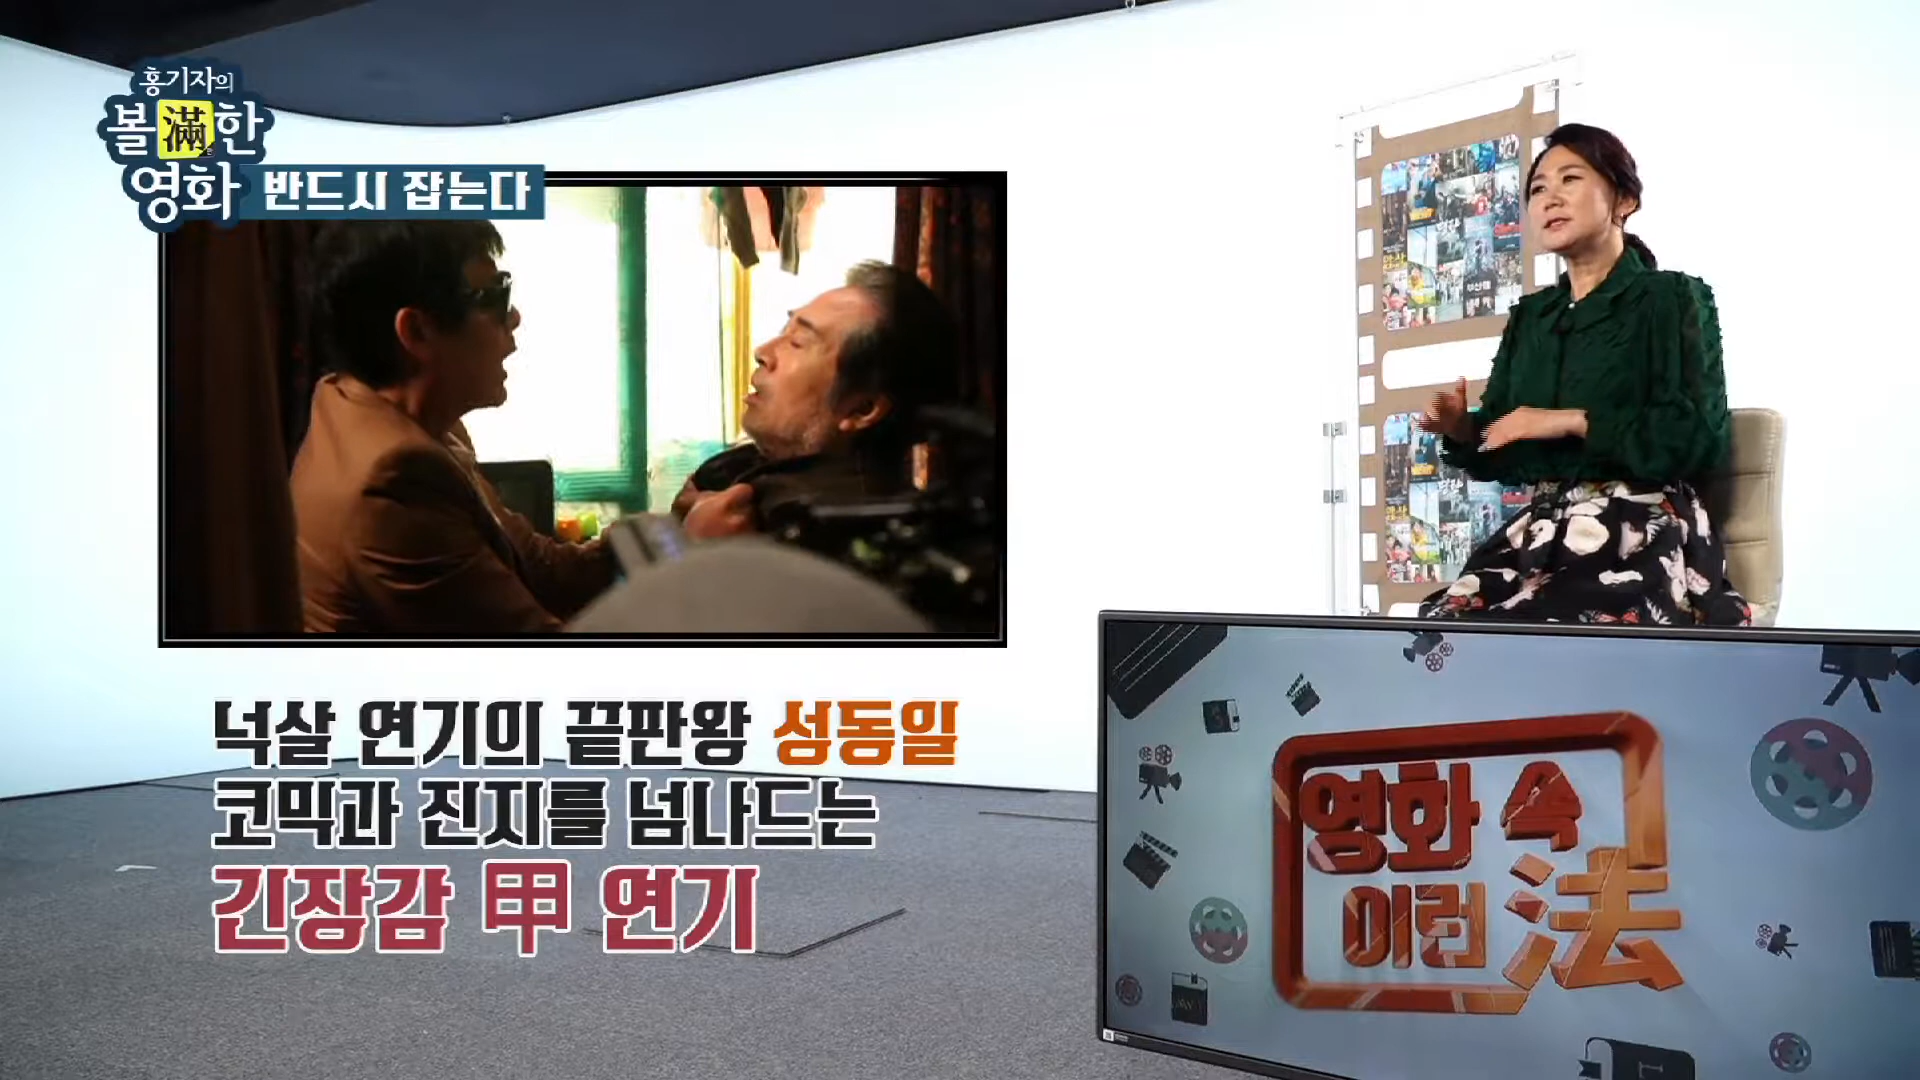 홍기자의
볼滿한
영화
반드시 잡는다
넉살 연기의 끝판왕 성동일
코믹과 진지를 넘나드는
긴장감 甲 연기
영화 속
이런 法